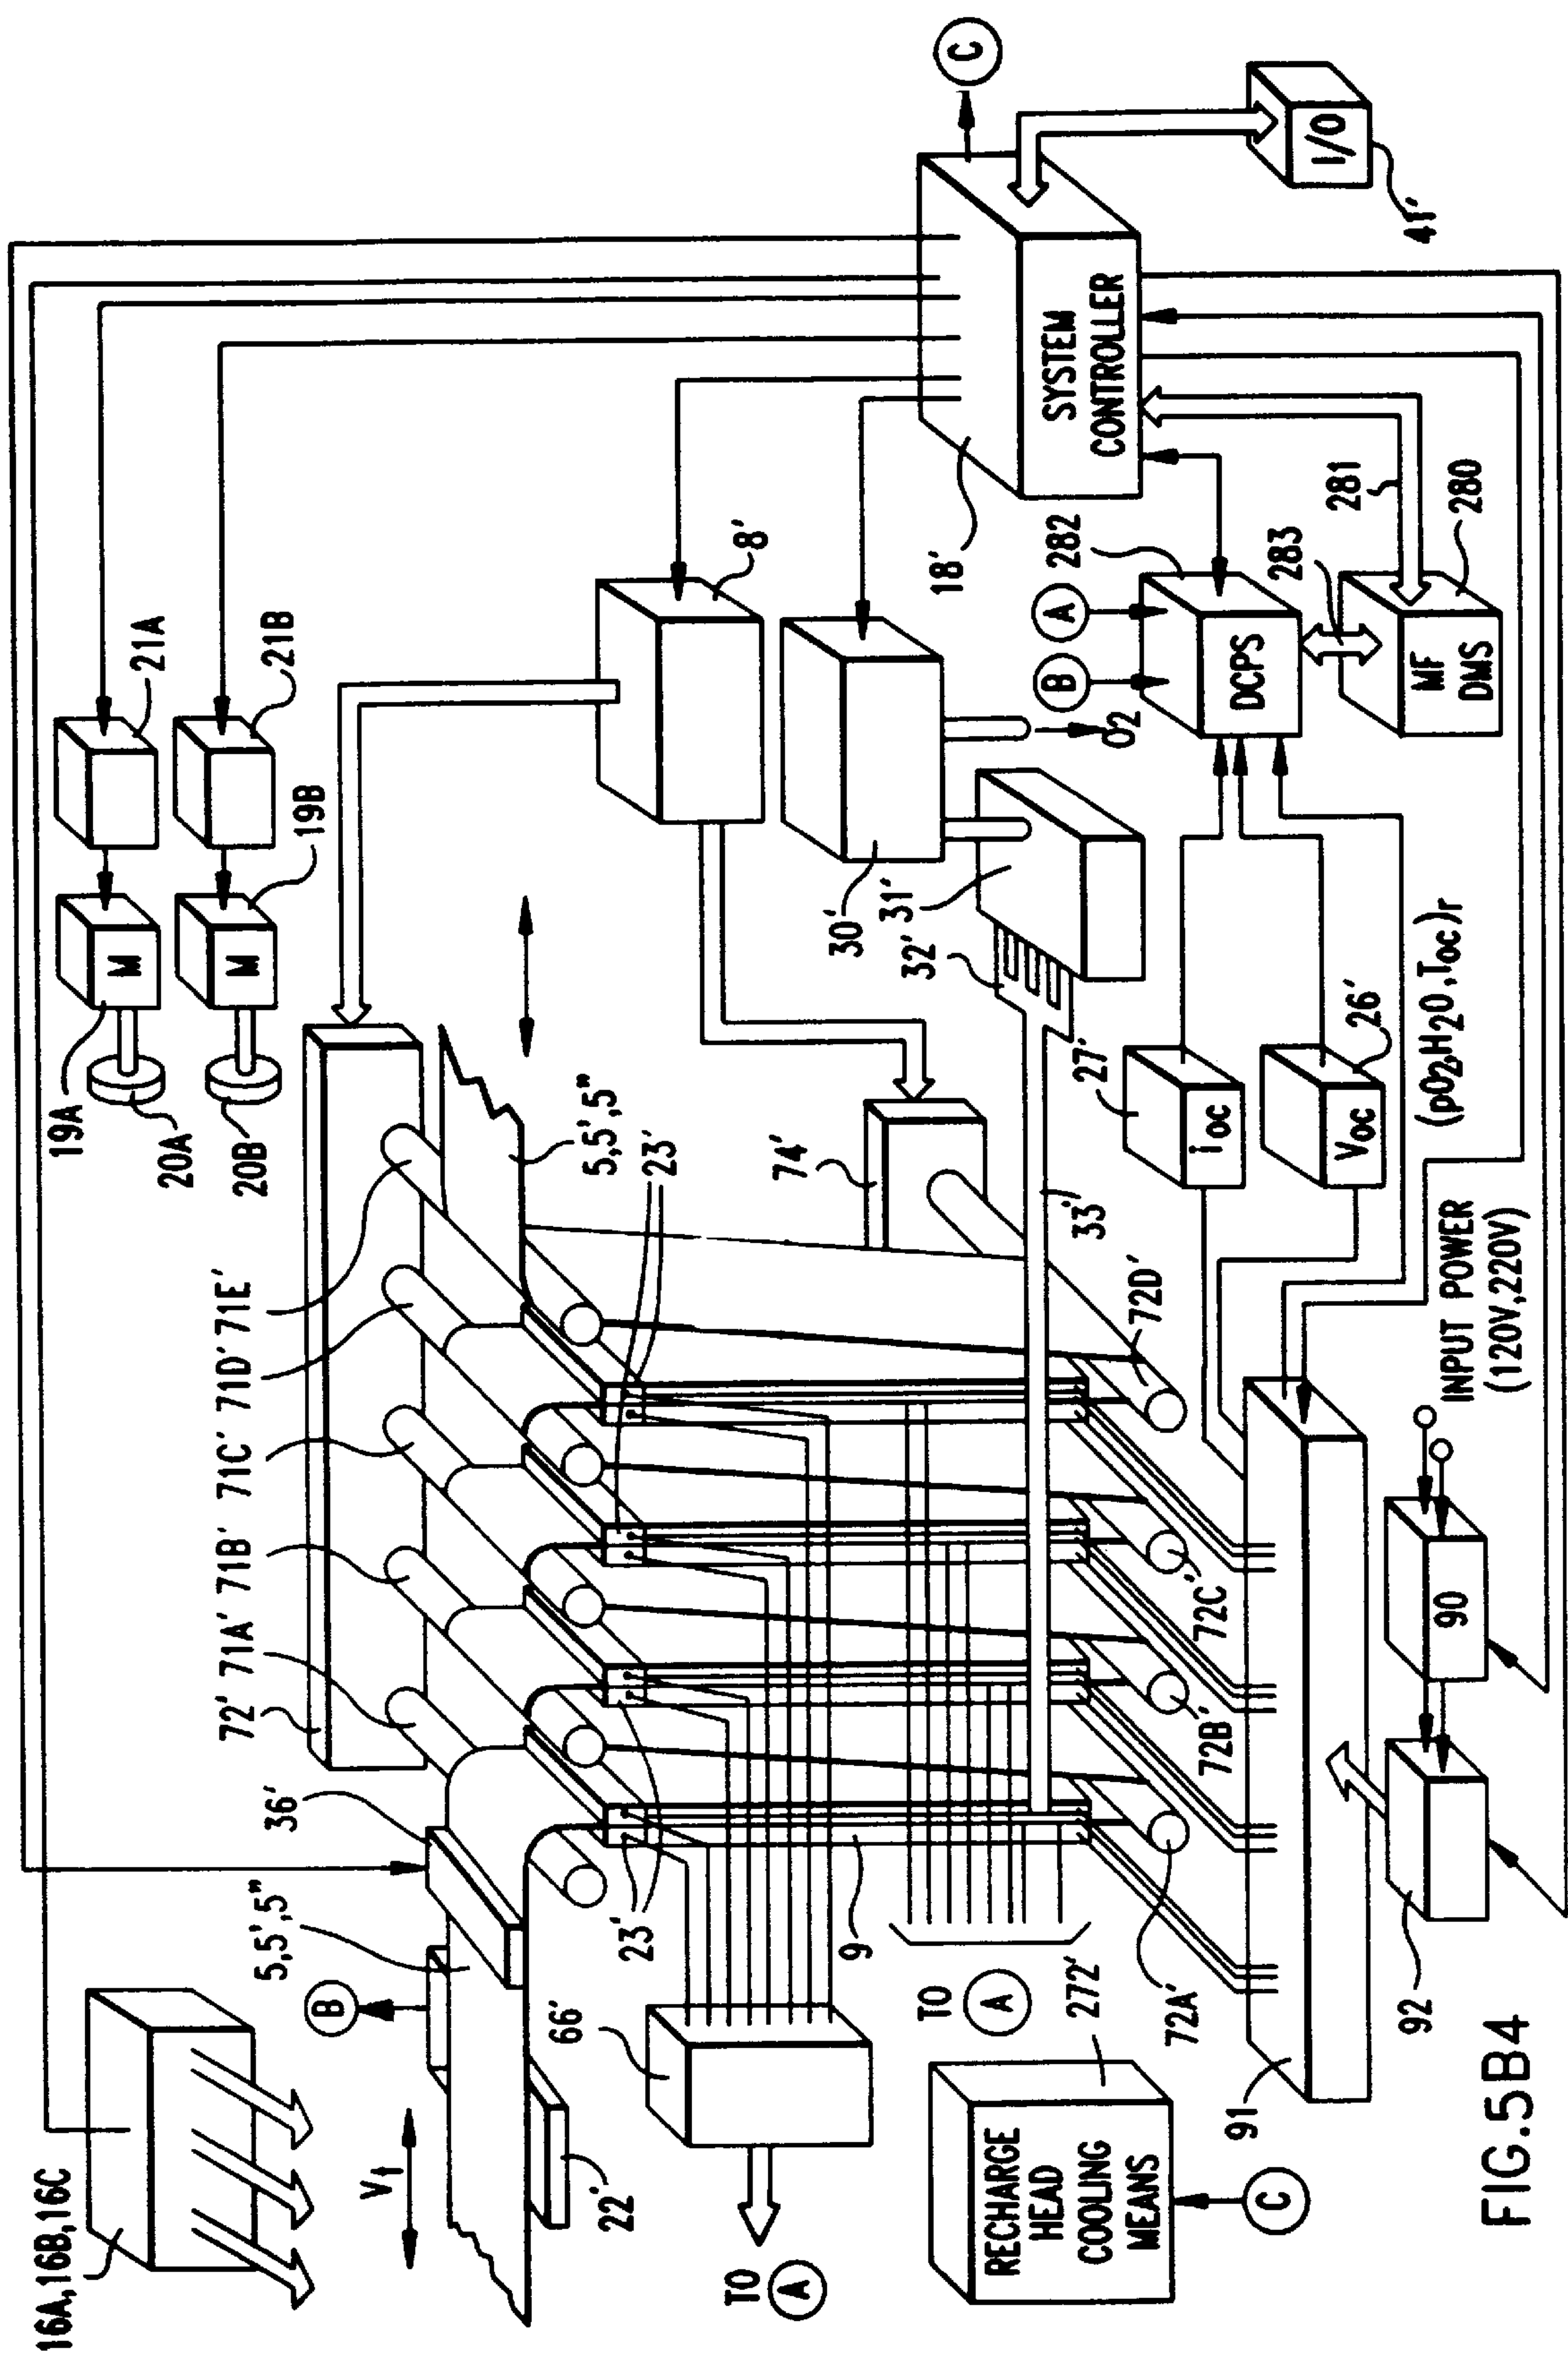 16A,16B,16C
V₁
B
5,5',5"
36'
72'
71A'
71B'
71C'
71D'
71E'
19A
20A
20B
M
M
19B
21A
21B
22'
66'
TO A
23'
23'
5,5',5"
23'
9
TO A
74'
8'
30'
31'
32'
33'
O2
C
18'
SYSTEM
CONTROLLER
I/O
41'
RECHARGE
HEAD
COOLING
MEANS
272'
C
72A'
72B'
72C'
72D'
27'
ioc
26'
Voc
B
A
282
DCPS
283
281
280
MF
DMS
(pO2,H2O,Toc)r
91
92
90
INPUT POWER
(120V,220V)
FIG.5B4